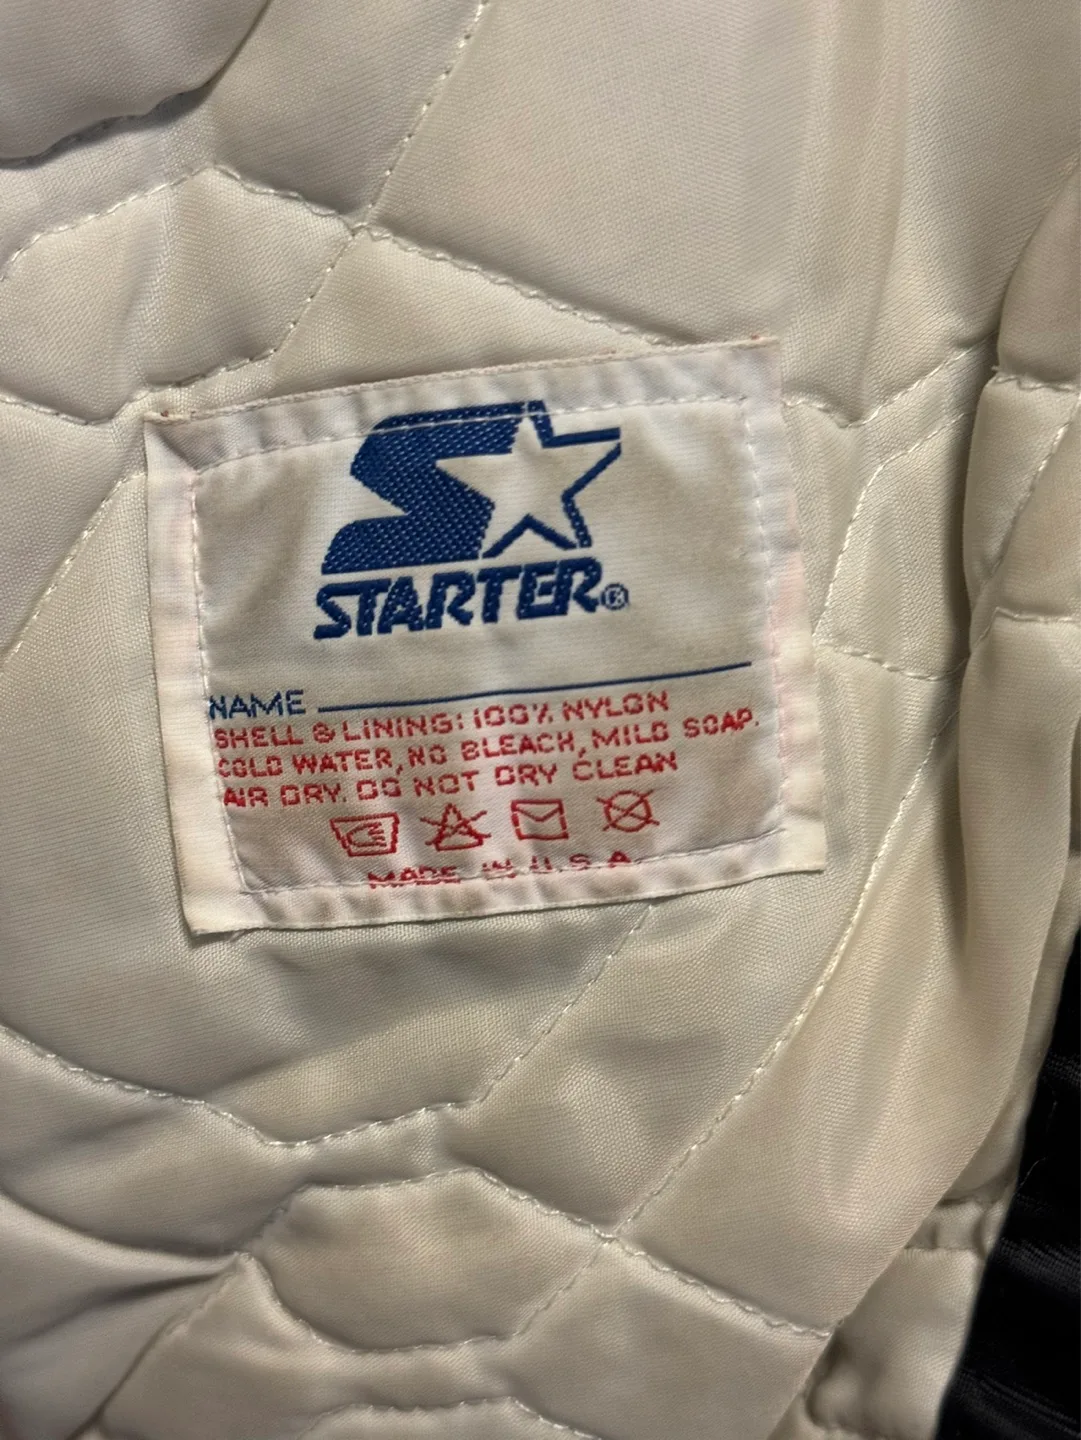 STARTER®
NAME
SHELL & LINING: 100% NYLON
COLD WATER, NO BLEACH, MILD SOAP.
AIR DRY. DO NOT DRY CLEAN
MADE IN U.S.A.